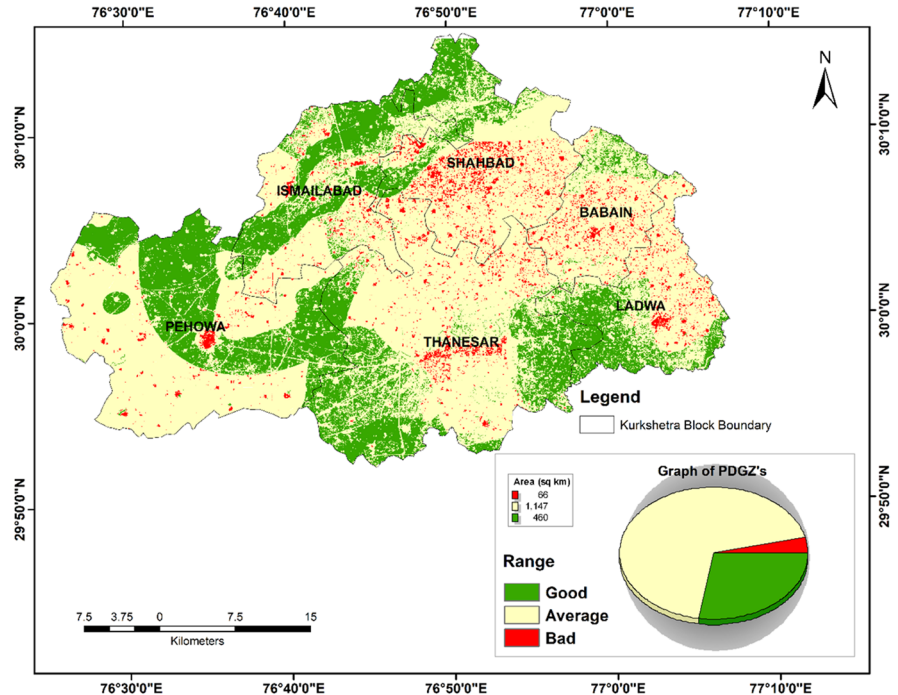 76°30'0"E 76°40'0"E 76°50'0"E 77°0'0"E 77°10'0"E
N
30°10'0"N 30°10'0"N
SHAHBAD
ISMAILABAD
BABAIN
30°0'0"N 30°0'0"N
LADWA
PEHOWA
THANESAR
Legend
Kurkshetra Block Boundary
29°50'0"N 29°50'0"N
Graph of PDGZ's
Area (sq km)
66
1,147
460
Range
Good
Average
Bad
7.5 3.75 0 7.5 15
Kilometers
76°30'0"E 76°40'0"E 76°50'0"E 77°0'0"E 77°10'0"E